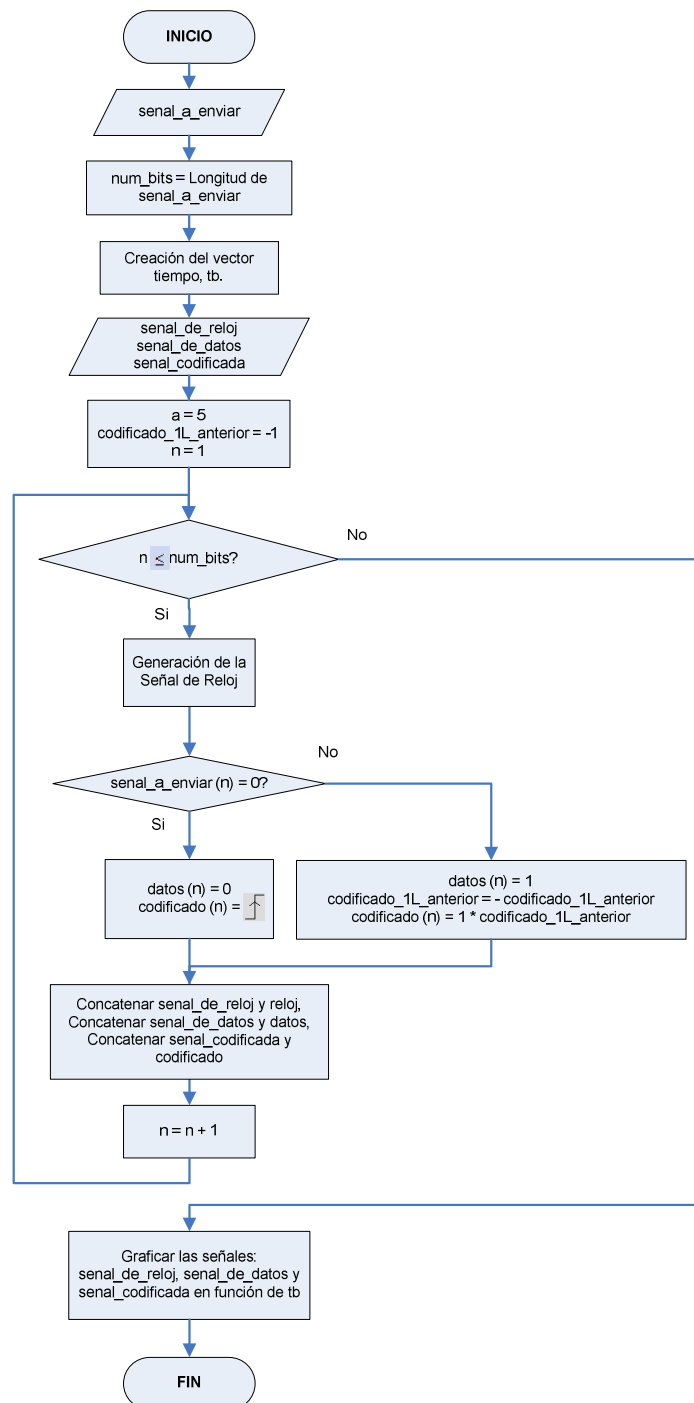 INICIO
senal_a_enviar
num_bits = Longitud de
senal_a_enviar
Creación del vector
tiempo, tb.
senal_de_reloj
senal_de_datos
senal_codificada
a = 5
codificado_1L_anterior = -1
n = 1
n ≤ num_bits?
No
Si
Generación de la
Señal de Reloj
senal_a_enviar (n) = 0?
No
Si
datos (n) = 0
codificado (n) =
datos (n) = 1
codificado_1L_anterior = - codificado_1L_anterior
codificado (n) = 1 * codificado_1L_anterior
Concatenar senal_de_reloj y reloj,
Concatenar senal_de_datos y datos,
Concatenar senal_codificada y
codificado
n = n + 1
Graficar las señales:
senal_de_reloj, senal_de_datos y
senal_codificada en función de tb
FIN